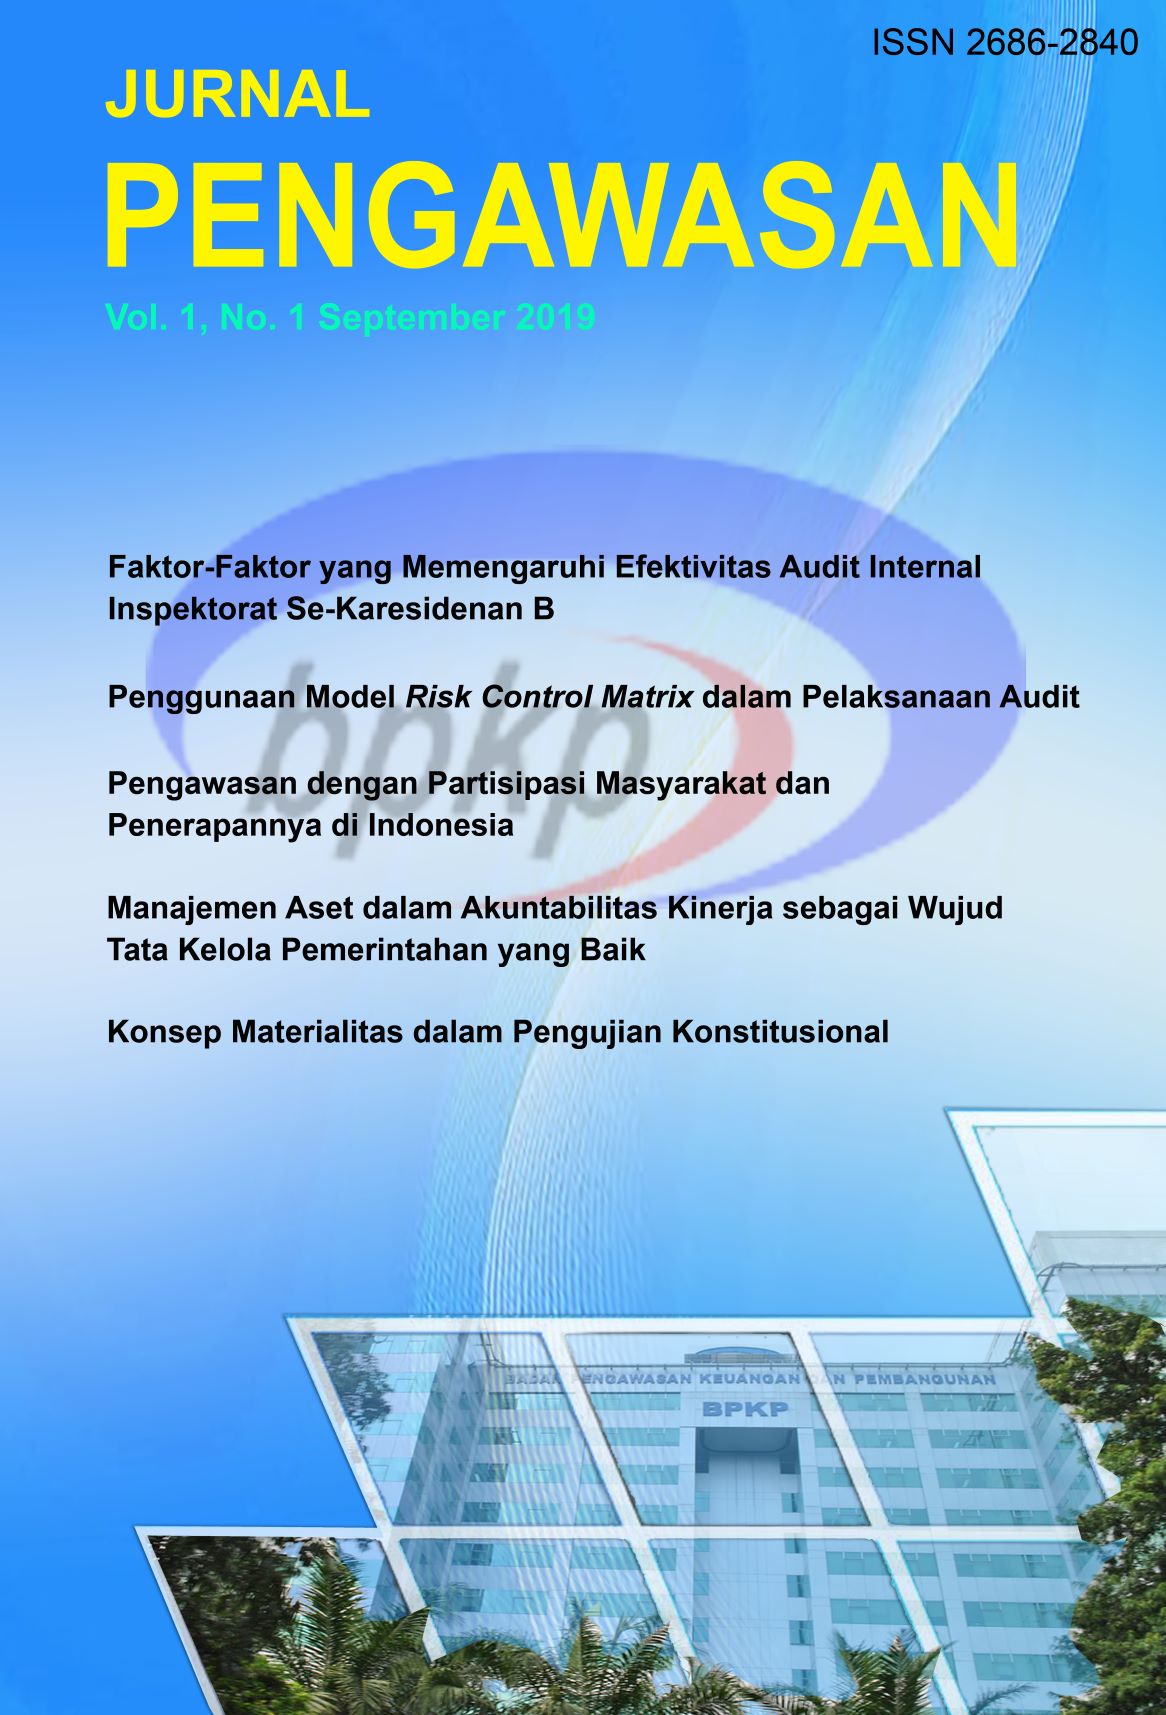 ISSN 2686-2840
JURNAL
PENGAWASAN
Vol. 1, No. 1 September 2019
Faktor-Faktor yang Memengaruhi Efektivitas Audit Internal
Inspektorat Se-Karesidenan B
Penggunaan Model Risk Control Matrix dalam Pelaksanaan Audit
bpkp
Pengawasan dengan Partisipasi Masyarakat dan
Penerapannya di Indonesia
Manajemen Aset dalam Akuntabilitas Kinerja sebagai Wujud
Tata Kelola Pemerintahan yang Baik
Konsep Materialitas dalam Pengujian Konstitusional
BADAN PENGAWASAN KEUANGAN DAN PEMBANGUNAN
BPKP